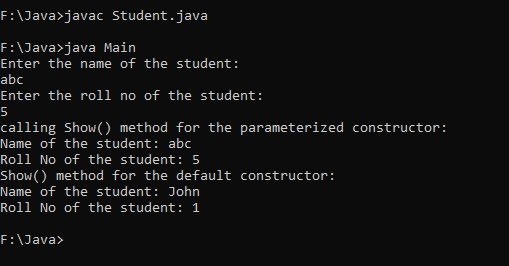 F:\Java>javac Student.java
F:\Java>java Main
Enter the name of the student:
abc
Enter the roll no of the student:
5
calling Show() method for the parameterized constructor:
Name of the student: abc
Roll No of the student: 5
Show() method for the default constructor:
Name of the student: John
Roll No of the student: 1
F:\Java>